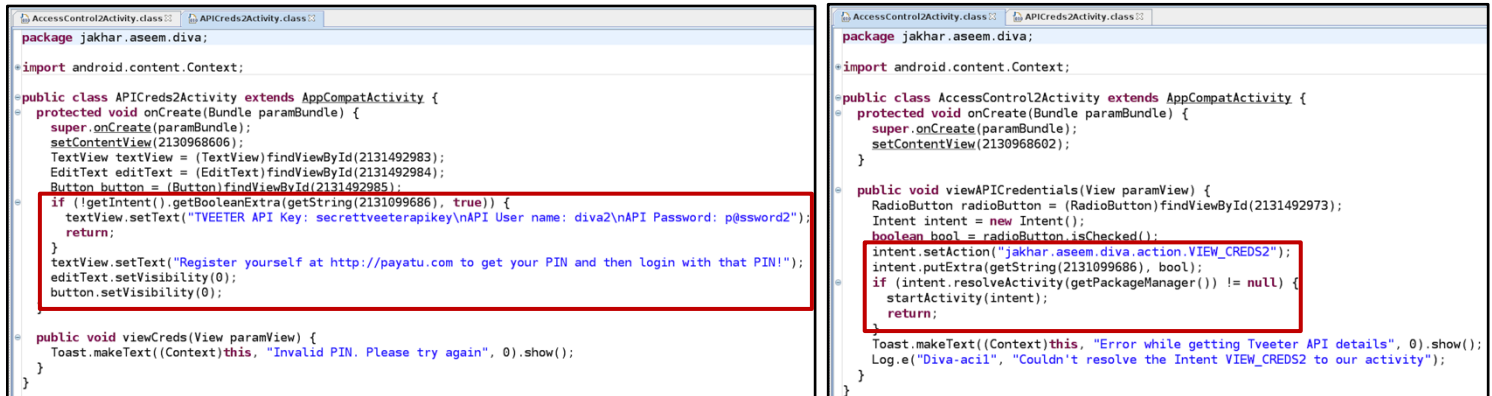 AccessControl2Activity.class APICreds2Activity.class
package jakhar.aseem.diva;
import android.content.Context;
public class APICreds2Activity extends AppCompatActivity {
protected void onCreate(Bundle paramBundle) {
super.onCreate(paramBundle);
setContentView(2130968606);
TextView textView = (TextView)findViewById(2131492983);
EditText editText = (EditText)findViewById(2131492984);
Button button = (Button)findViewById(2131492985);
if (!getIntent().getBooleanExtra(getString(2131099686), true)) {
textView.setText("TVEETER API Key: secrettveeterapikey\nAPI User name: diva2\nAPI Password: p@ssword2");
return;
}
textView.setText("Register yourself at http://payatu.com to get your PIN and then login with that PIN!");
editText.setVisibility(0);
button.setVisibility(0);
}
public void viewCreds(View paramView) {
Toast.makeText((Context)this, "Invalid PIN. Please try again", 0).show();
}
}
AccessControl2Activity.class APICreds2Activity.class
package jakhar.aseem.diva;
import android.content.Context;
public class AccessControl2Activity extends AppCompatActivity {
protected void onCreate(Bundle paramBundle) {
super.onCreate(paramBundle);
setContentView(2130968602);
}
public void viewAPICredentials(View paramView) {
RadioButton radioButton = (RadioButton)findViewById(2131492973);
Intent intent = new Intent();
boolean bool = radioButton.isChecked();
intent.setAction("jakhar.aseem.diva.action.VIEW_CREDS2");
intent.putExtra(getString(2131099686), bool);
if (intent.resolveActivity(getPackageManager()) != null) {
startActivity(intent);
return;
}
Toast.makeText((Context)this, "Error while getting Tveeter API details", 0).show();
Log.e("Diva-aci1", "Couldn't resolve the Intent VIEW_CREDS2 to our activity");
}
}